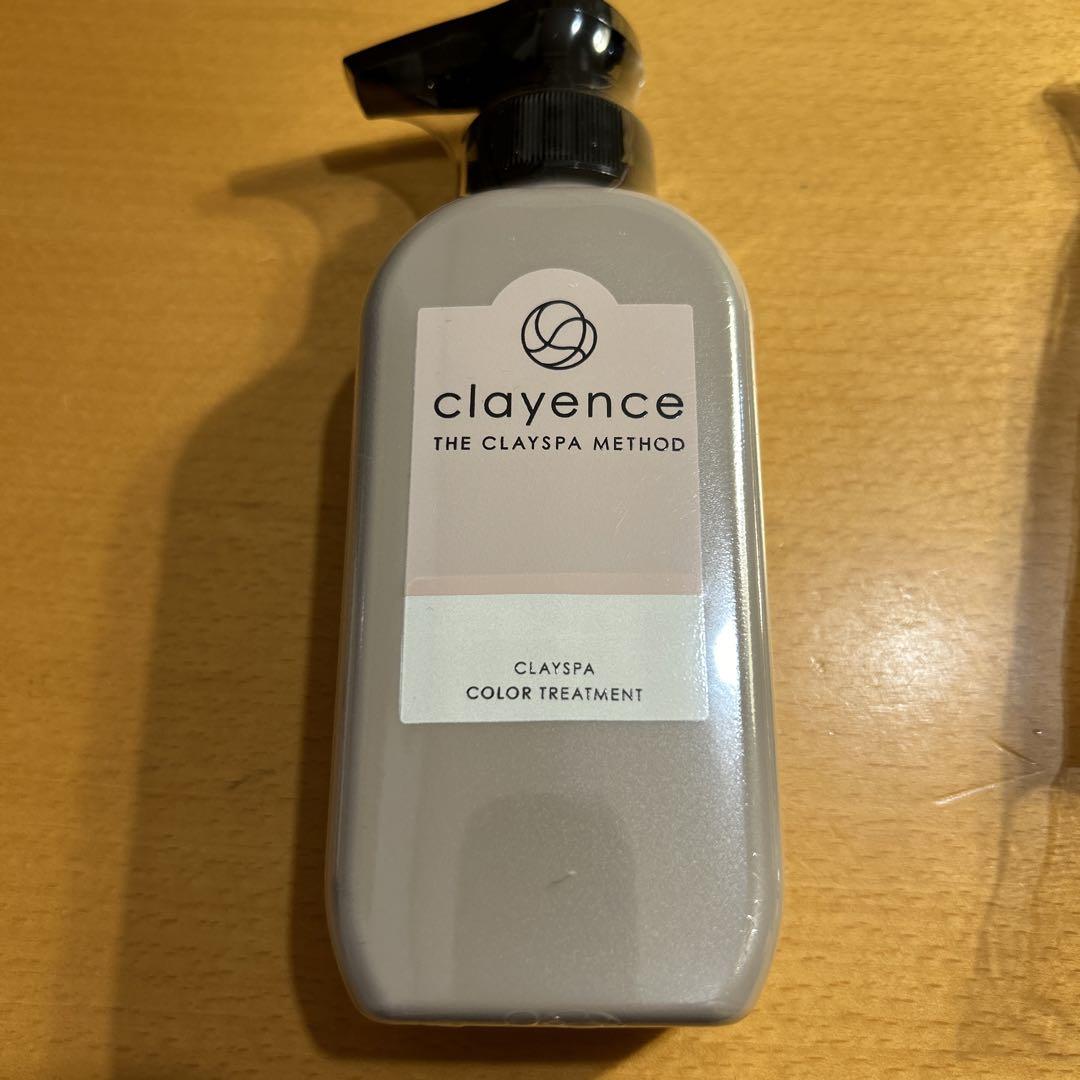 clayence
THE CLAYSPA METHOD
CLAYSPA
COLOR TREATMENT